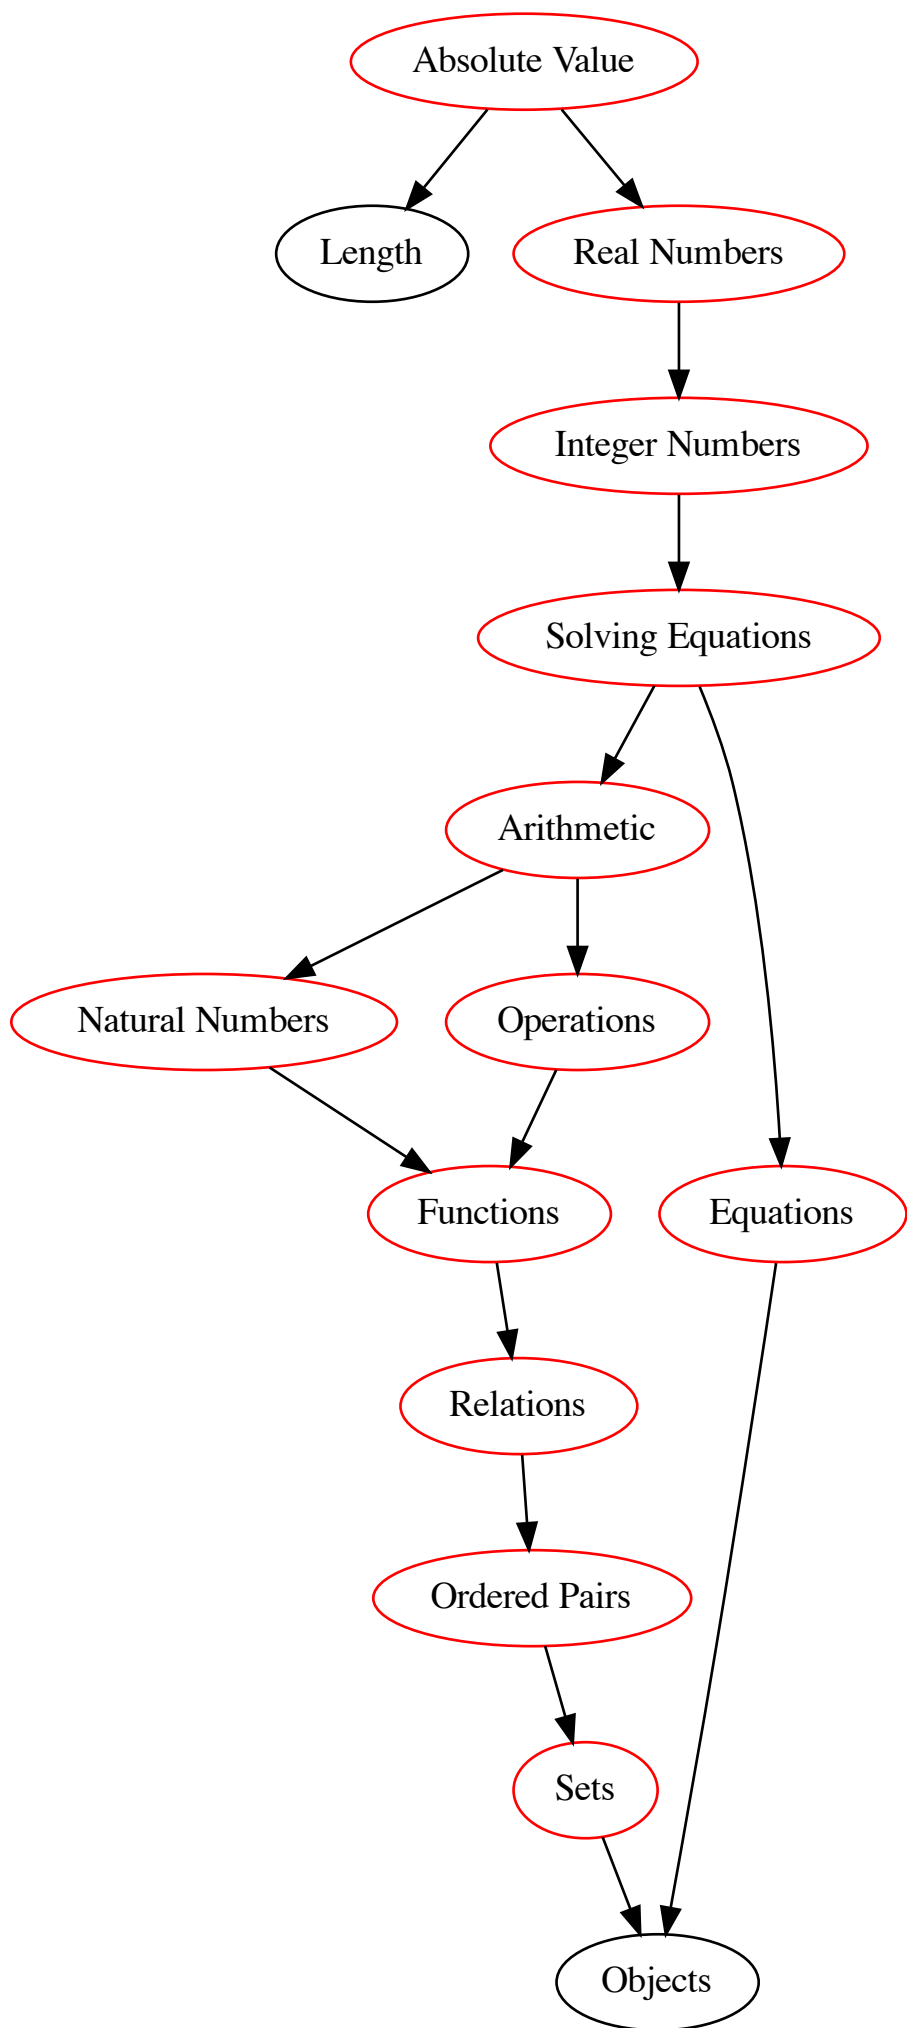 Absolute Value
Length
Real Numbers
Integer Numbers
Solving Equations
Arithmetic
Natural Numbers
Operations
Functions
Equations
Relations
Ordered Pairs
Sets
Objects